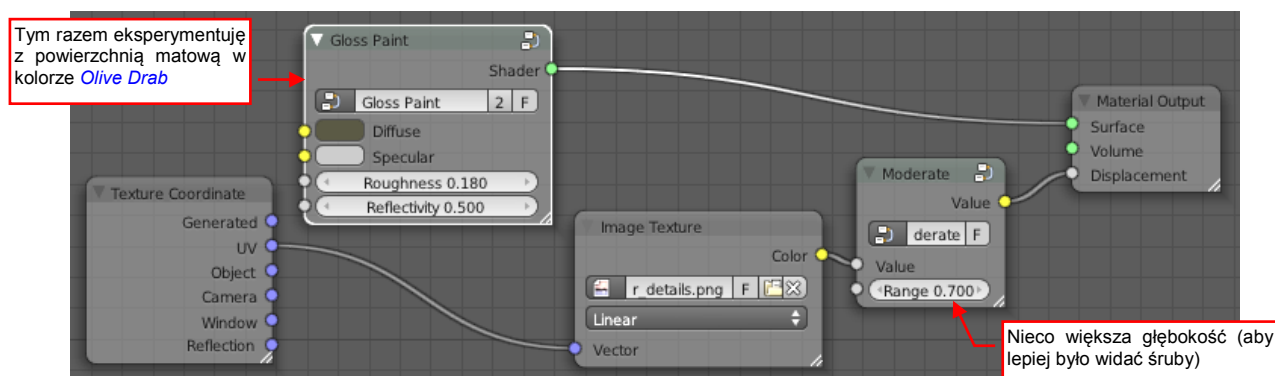 Tym razem eksperymentuję
z powierzchnią matową w
kolorze Olive Drab
Gloss Paint
Shader
Gloss Paint 2 F
Diffuse
Specular
Roughness 0.180
Reflectivity 0.500
Texture Coordinate
Generated
UV
Object
Camera
Window
Reflection
Image Texture
Color
r_details.png F
Linear
Vector
Moderate
Value
derate F
Value
Range 0.700
Material Output
Surface
Volume
Displacement
Nieco większa głębokość (aby
lepiej było widać śruby)